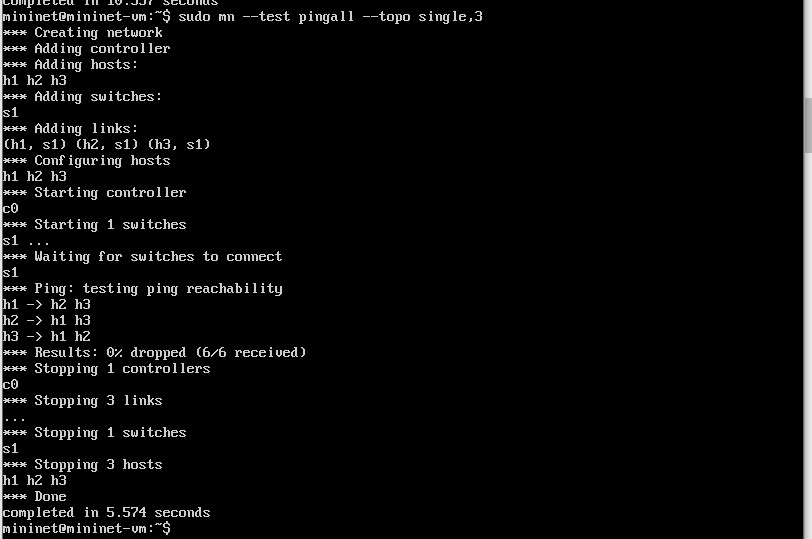 completed in 10.557 seconds
mininet@mininet-vm:~$ sudo mn --test pingall --topo single,3
*** Creating network
*** Adding controller
*** Adding hosts:
h1 h2 h3
*** Adding switches:
s1
*** Adding links:
(h1, s1) (h2, s1) (h3, s1)
*** Configuring hosts
h1 h2 h3
*** Starting controller
c0
*** Starting 1 switches
s1 ...
*** Waiting for switches to connect
s1
*** Ping: testing ping reachability
h1 -> h2 h3
h2 -> h1 h3
h3 -> h1 h2
*** Results: 0% dropped (6/6 received)
*** Stopping 1 controllers
c0
*** Stopping 3 links
...
*** Stopping 1 switches
s1
*** Stopping 3 hosts
h1 h2 h3
*** Done
completed in 5.574 seconds
mininet@mininet-vm:~$